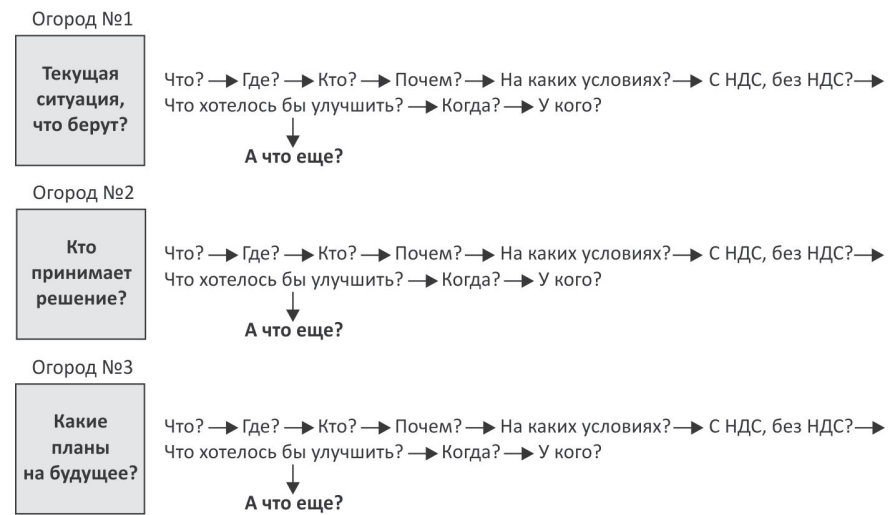 Огород №1
Текущая
ситуация,
что берут?
Что? → Где? → Кто? → Почем? → На каких условиях? → С НДС, без НДС? →
Что хотелось бы улучшить? → Когда? → У кого?
А что еще?
Огород №2
Кто
принимает
решение?
Что? → Где? → Кто? → Почем? → На каких условиях? → С НДС, без НДС? →
Что хотелось бы улучшить? → Когда? → У кого?
А что еще?
Огород №3
Какие
планы
на будущее?
Что? → Где? → Кто? → Почем? → На каких условиях? → С НДС, без НДС? →
Что хотелось бы улучшить? → Когда? → У кого?
А что еще?